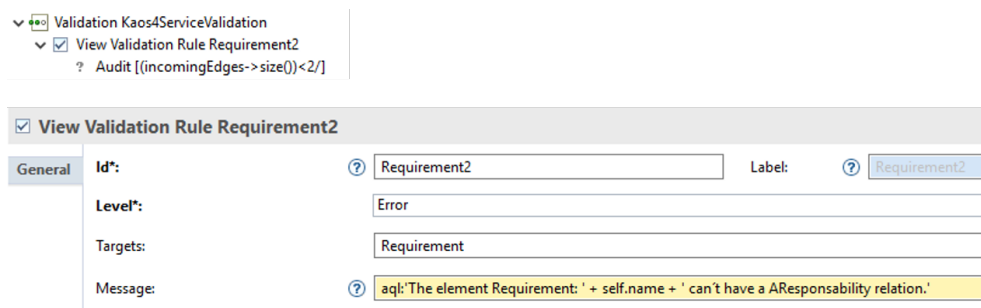 Validation Kaos4ServiceValidation
View Validation Rule Requirement2
? Audit [(incomingEdges->size())<2/]
View Validation Rule Requirement2
General
Id*: ? Requirement2 Label: ? Requirement2
Level*: Error
Targets: Requirement
Message: ? aql:'The element Requirement: ' + self.name + ' can´t have a AResponsability relation.'